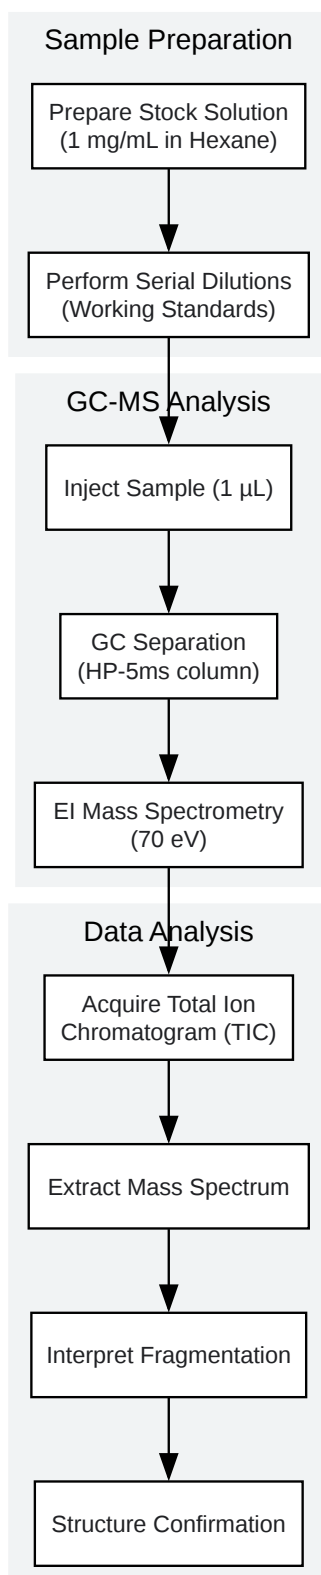 Sample Preparation
Prepare Stock Solution
(1 mg/mL in Hexane)
Perform Serial Dilutions
(Working Standards)
GC-MS Analysis
Inject Sample (1 µL)
GC Separation
(HP-5ms column)
EI Mass Spectrometry
(70 eV)
Data Analysis
Acquire Total Ion
Chromatogram (TIC)
Extract Mass Spectrum
Interpret Fragmentation
Structure Confirmation